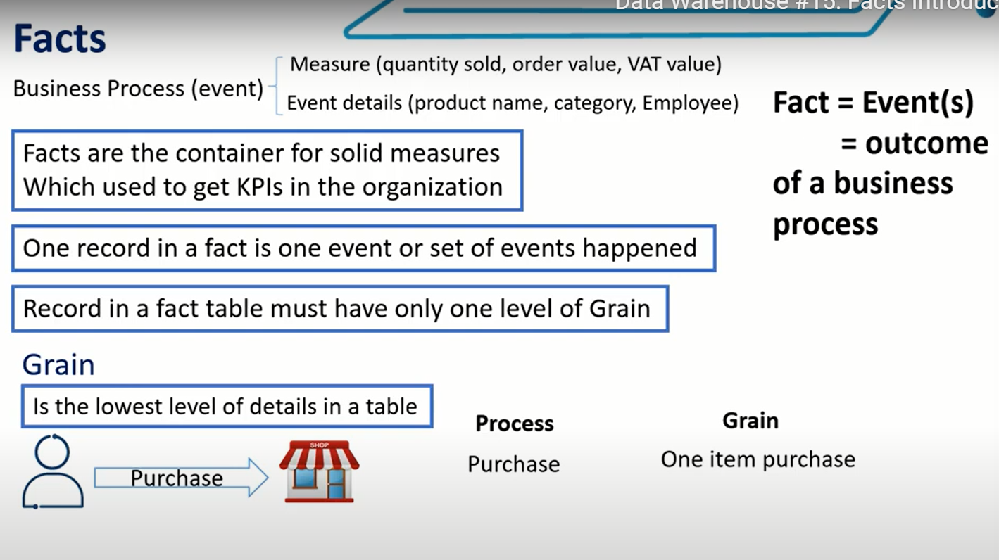 Data Warehouse #15: Facts Introduc
Facts
Business Process (event)
Measure (quantity sold, order value, VAT value)
Event details (product name, category, Employee)
Fact = Event(s)
= outcome
of a business
process
Facts are the container for solid measures
Which used to get KPIs in the organization
One record in a fact is one event or set of events happened
Record in a fact table must have only one level of Grain
Grain
Is the lowest level of details in a table
Purchase
SHOP
Process
Grain
Purchase
One item purchase